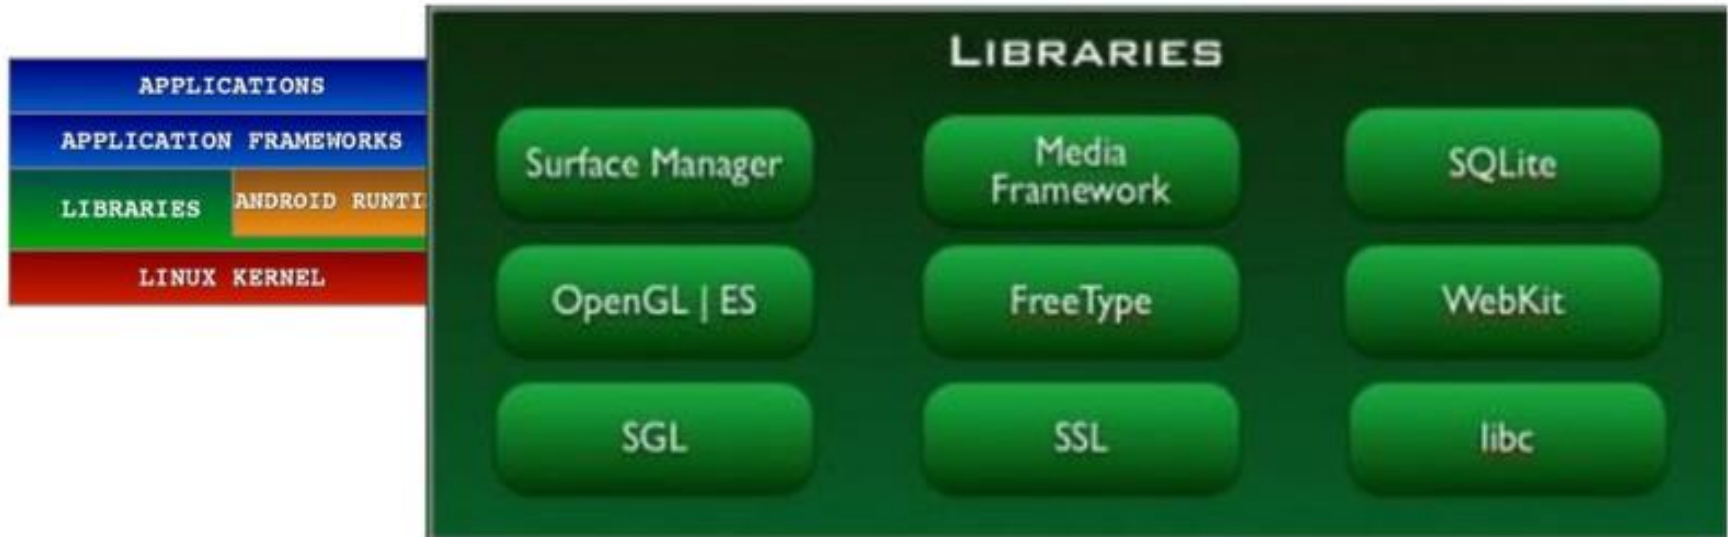 APPLICATIONS
APPLICATION FRAMEWORKS
LIBRARIES
ANDROID RUNTI
LINUX KERNEL
LIBRARIES
Surface Manager
Media
Framework
SQLite
OpenGL | ES
FreeType
WebKit
SGL
SSL
libc